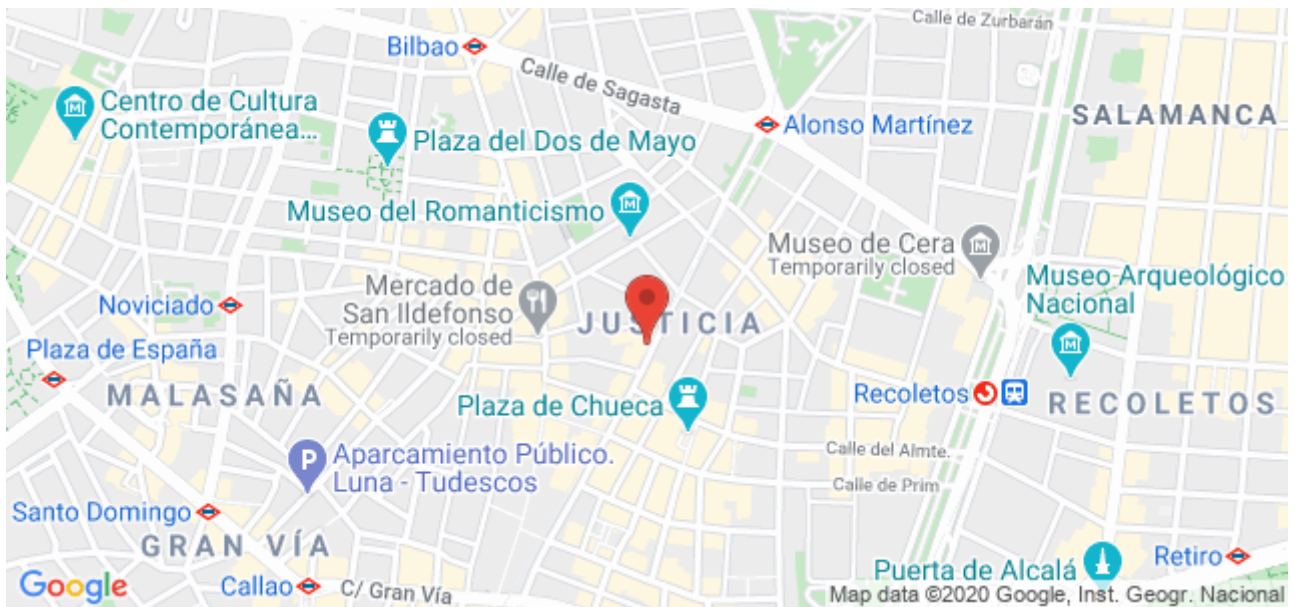 Calle de Zurbarán
Bilbao
Calle de Sagasta
SALAMANCA
Centro de Cultura
Contemporánea...
Alonso Martínez
Plaza del Dos de Mayo
Museo del Romanticismo
Museo de Cera
Temporarily closed
Museo Arqueológico
Nacional
Mercado de
San Ildefonso
Temporarily closed
Noviciado
JUSTICIA
Plaza de España
MALASAÑA
Plaza de Chueca
Recoletos
RECOLETOS
P
Aparcamiento Público.
Luna - Tudescos
Calle del Almte.
Calle de Prim
Santo Domingo
GRAN VÍA
Retiro
Puerta de Alcalá
Google
Callao
C/ Gran Vía
Map data ©2020 Google, Inst. Geogr. Nacional